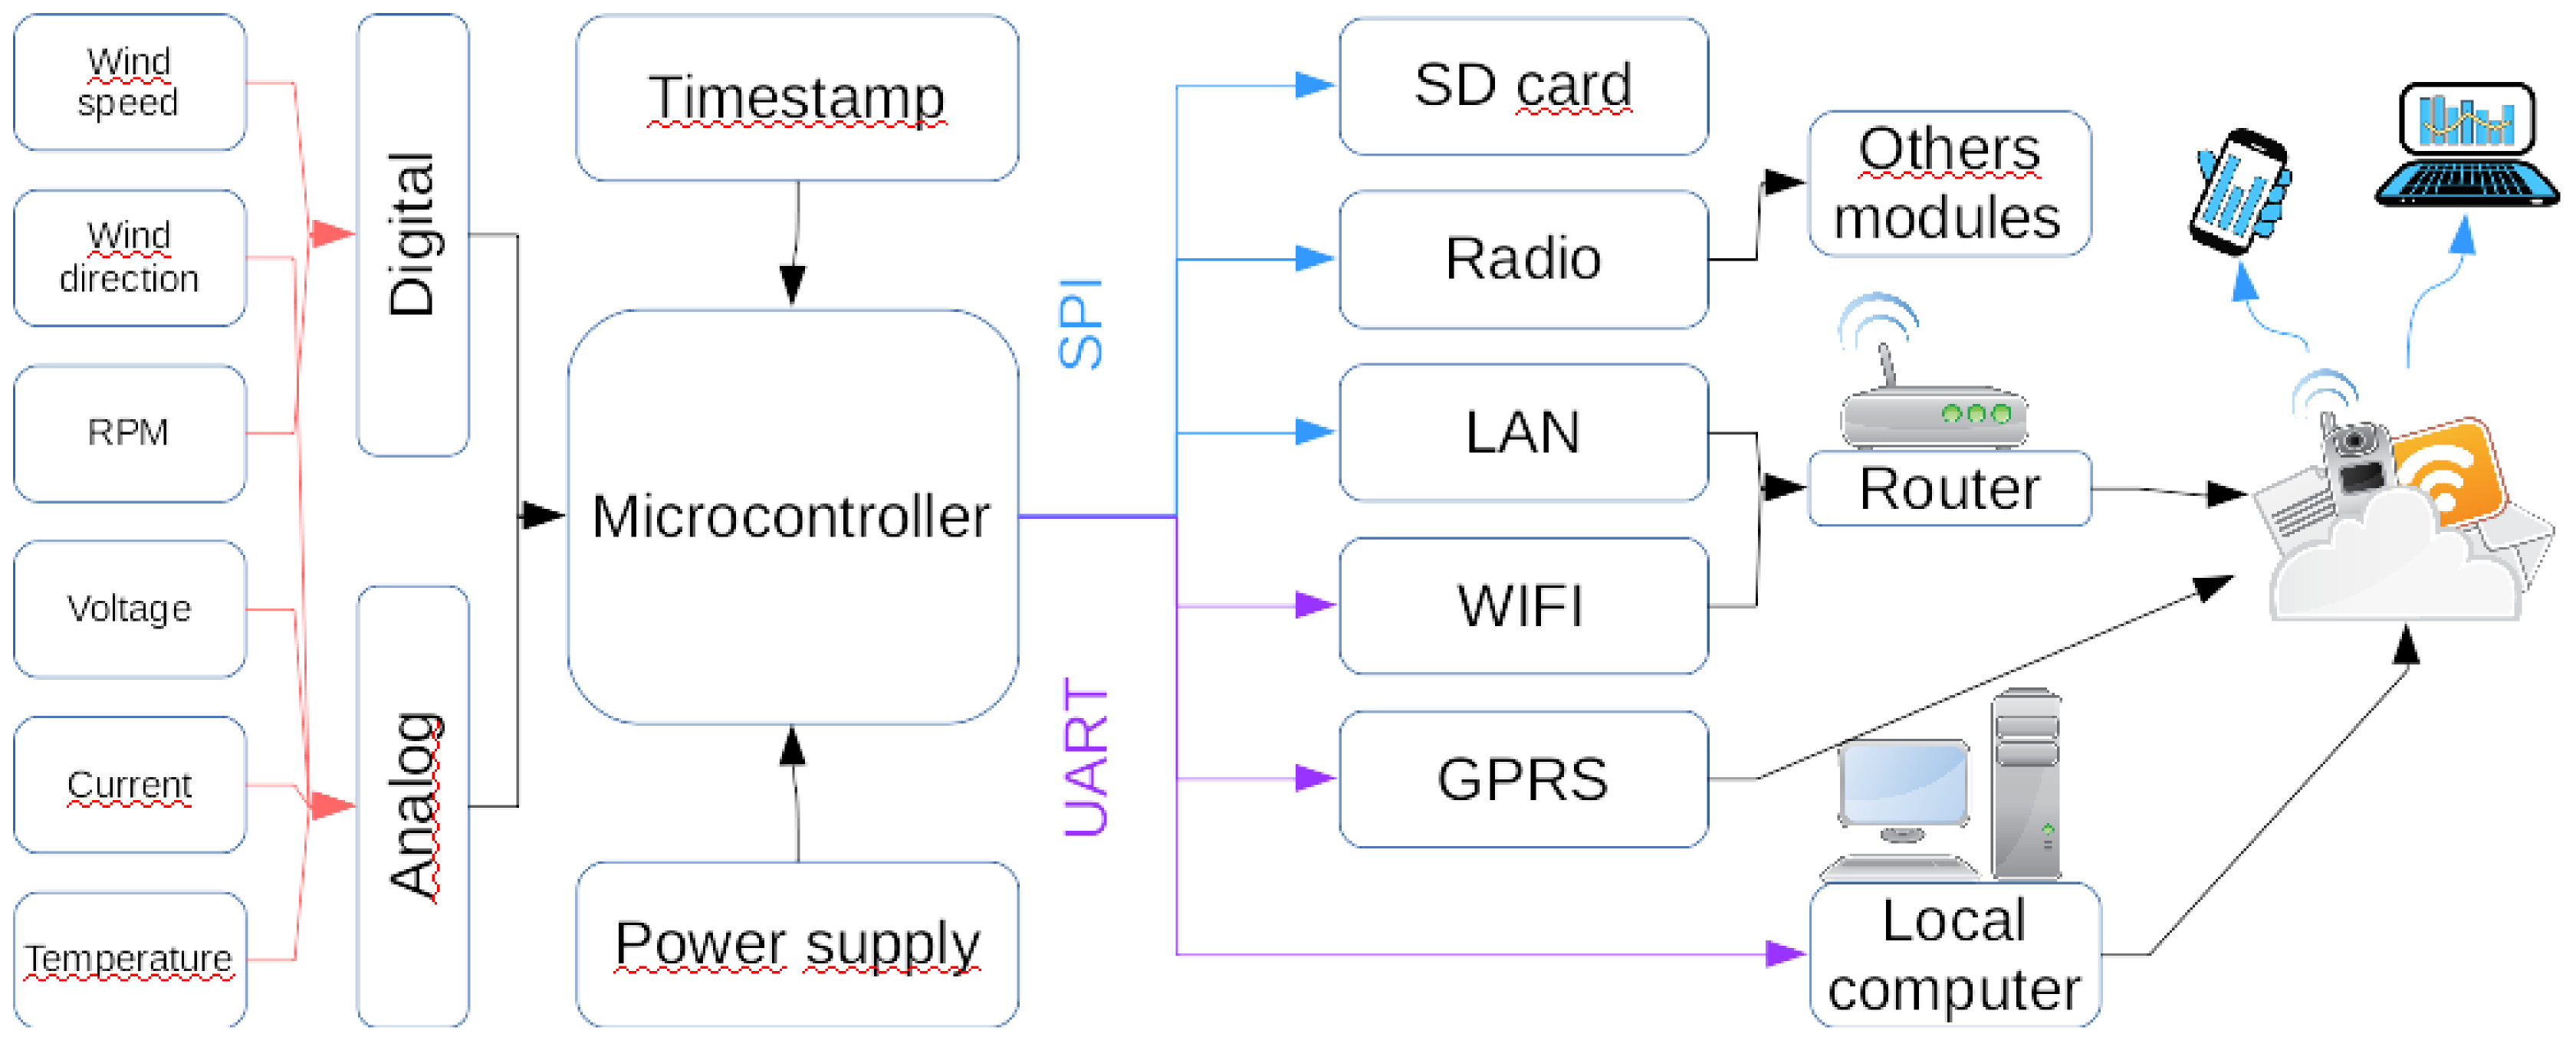 Wind
speed
Wind
direction
RPM
Voltage
Current
Temperature
Digital
Analog
Timestamp
Microcontroller
Power supply
SPI
UART
SD card
Radio
LAN
WIFI
GPRS
Others
modules
Router
Local
computer